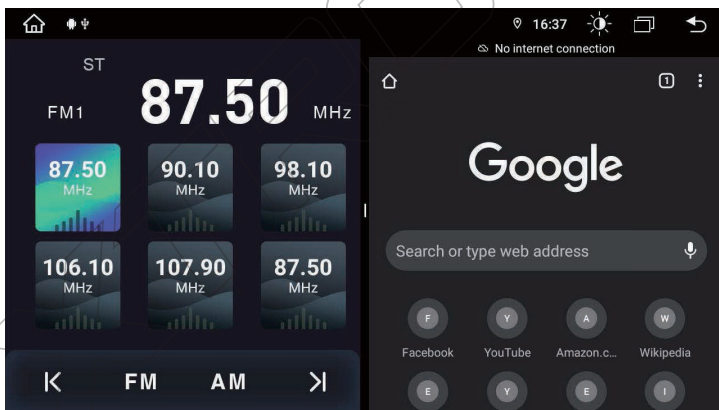 16:37
No internet connection
ST
FM1 87.50 MHz
87.50 MHz
90.10 MHz
98.10 MHz
106.10 MHz
107.90 MHz
87.50 MHz
FM AM
1
Google
Search or type web address
F Y A W
Facebook YouTube Amazon.c... Wikipedia
E Y E I